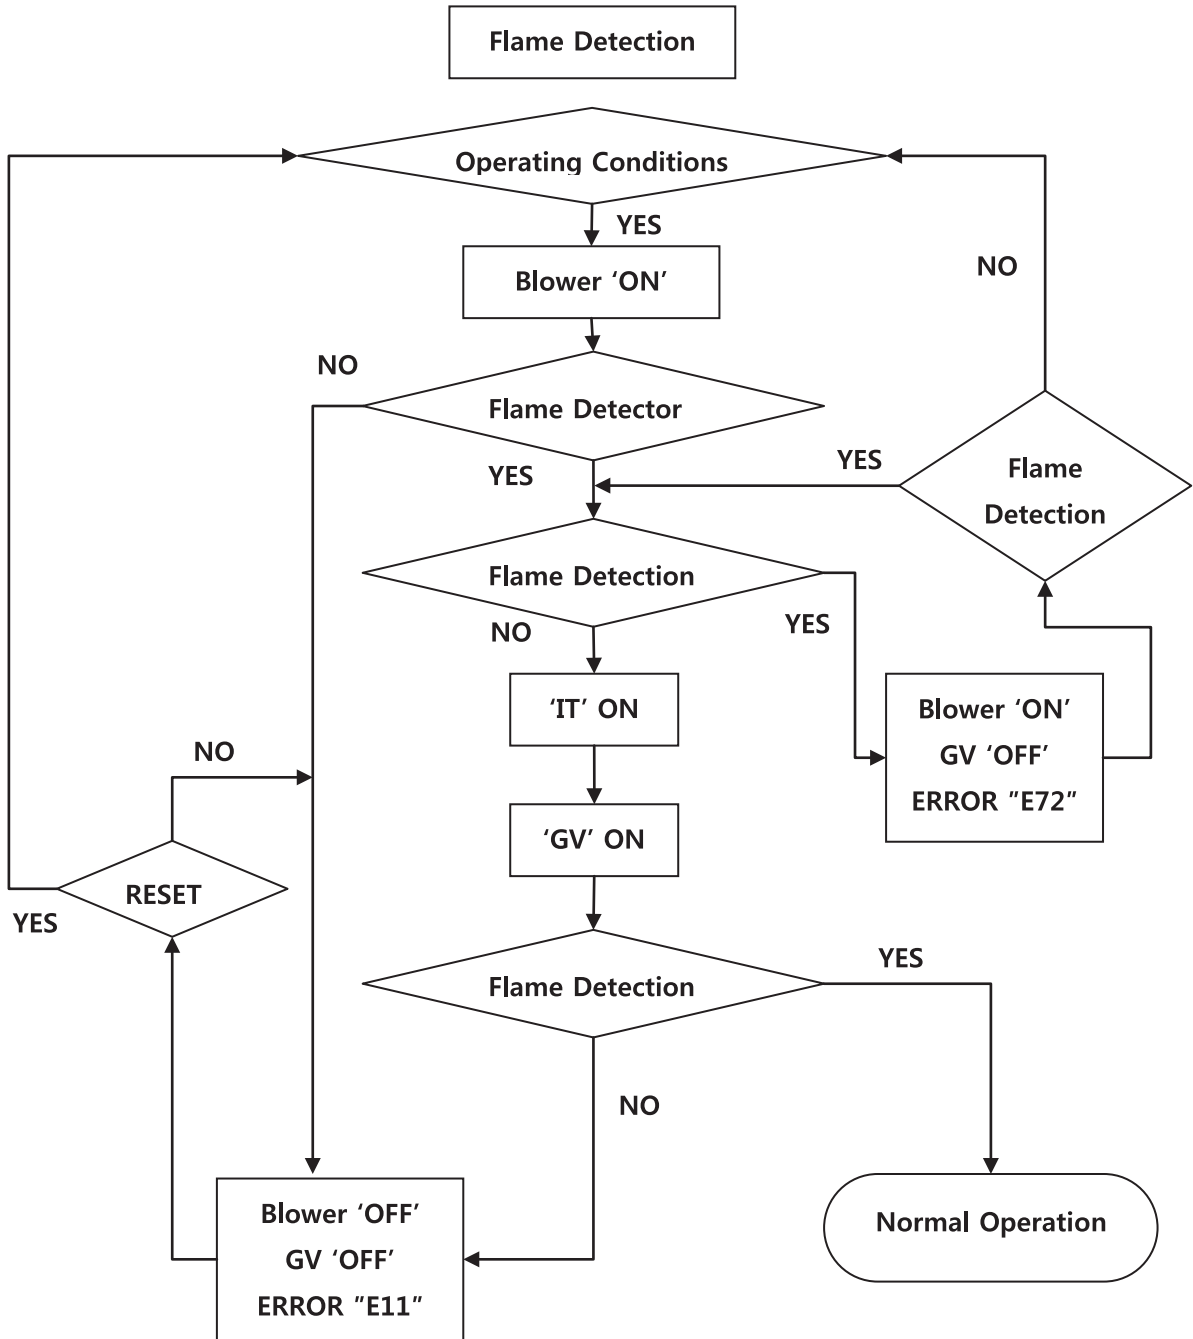 Flame Detection
Operating Conditions
YES
Blower ‘ON’
NO
NO
Flame Detector
YES
YES
Flame
Detection
Flame Detection
NO
YES
‘IT’ ON
Blower ‘ON’
GV ‘OFF’
ERROR ″E72″
NO
‘GV’ ON
RESET
YES
Flame Detection
YES
NO
Blower ‘OFF’
GV ‘OFF’
ERROR ″E11″
Normal Operation